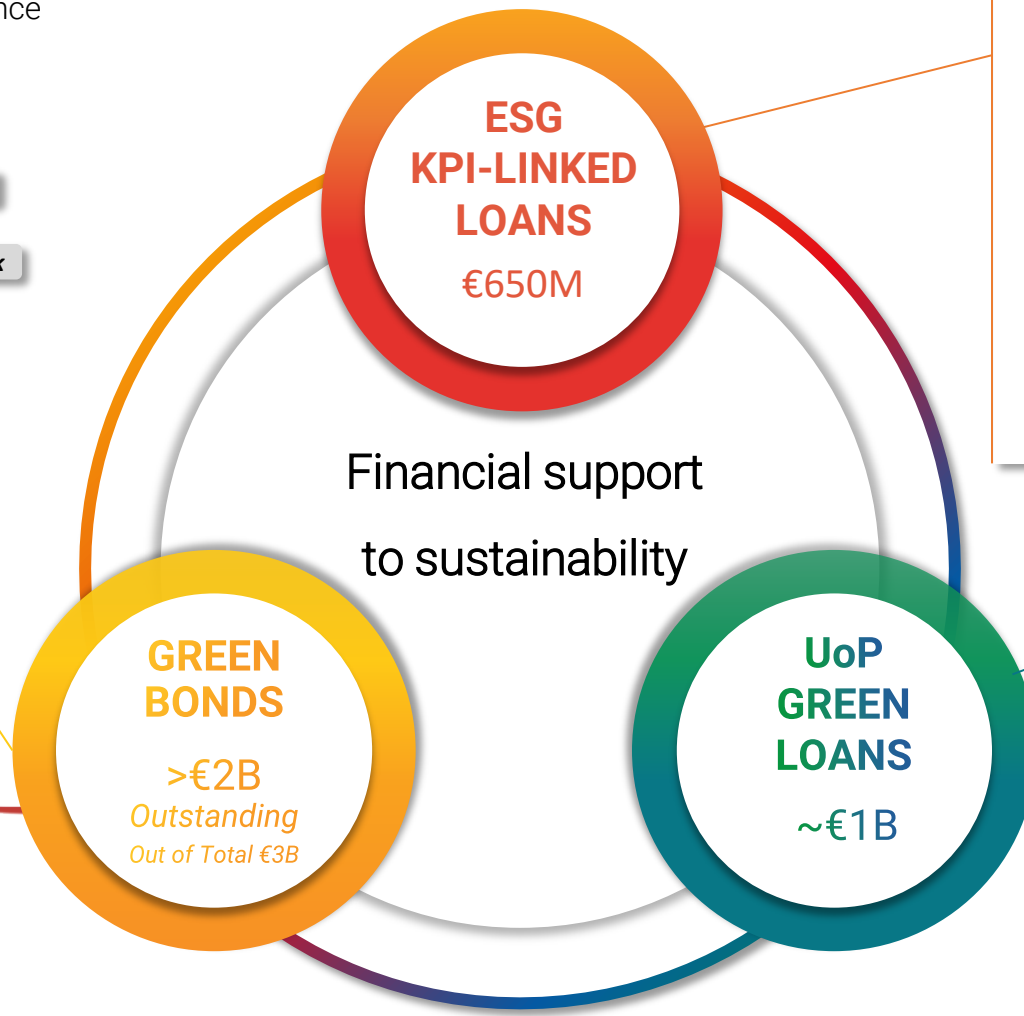 ESG
KPI-LINKED
LOANS
€650M
Financial support
to sustainability
GREEN
BONDS
>€2B
Outstanding
Out of Total €3B
UoP
GREEN
LOANS
~€1B